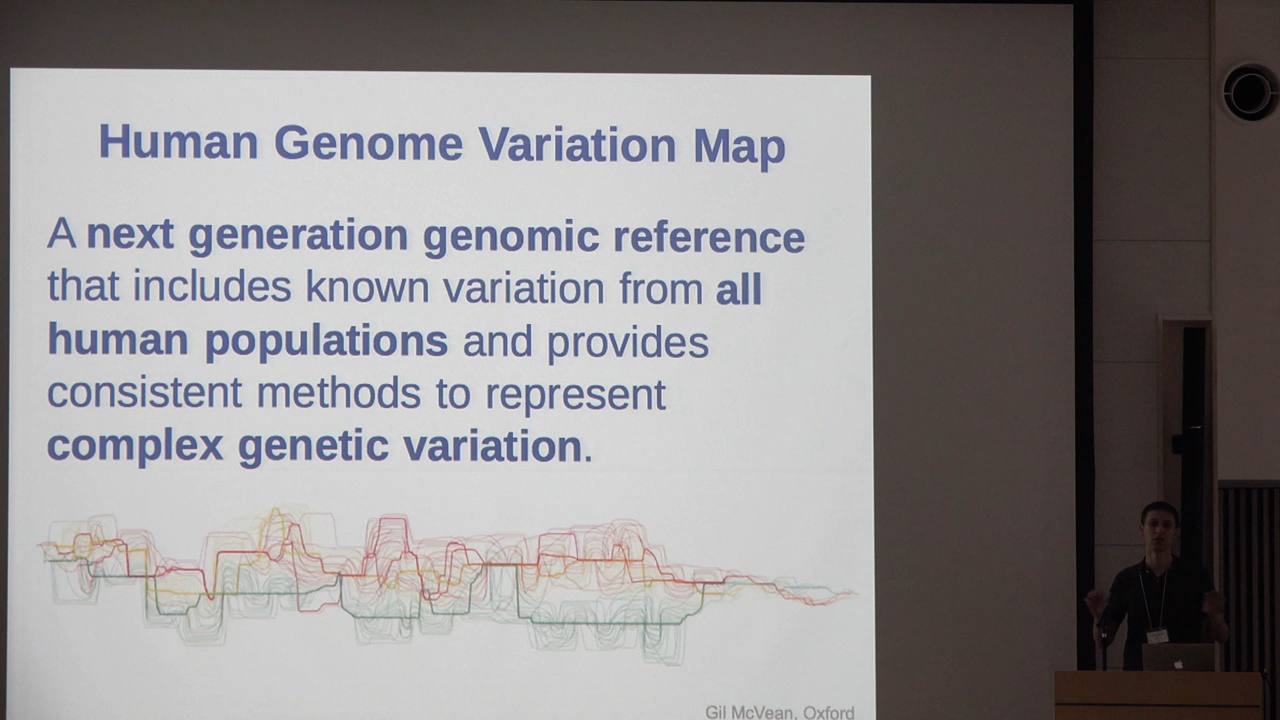 Human Genome Variation Map
A next generation genomic reference
that includes known variation from all
human populations and provides
consistent methods to represent
complex genetic variation.
Gil McVean, Oxford